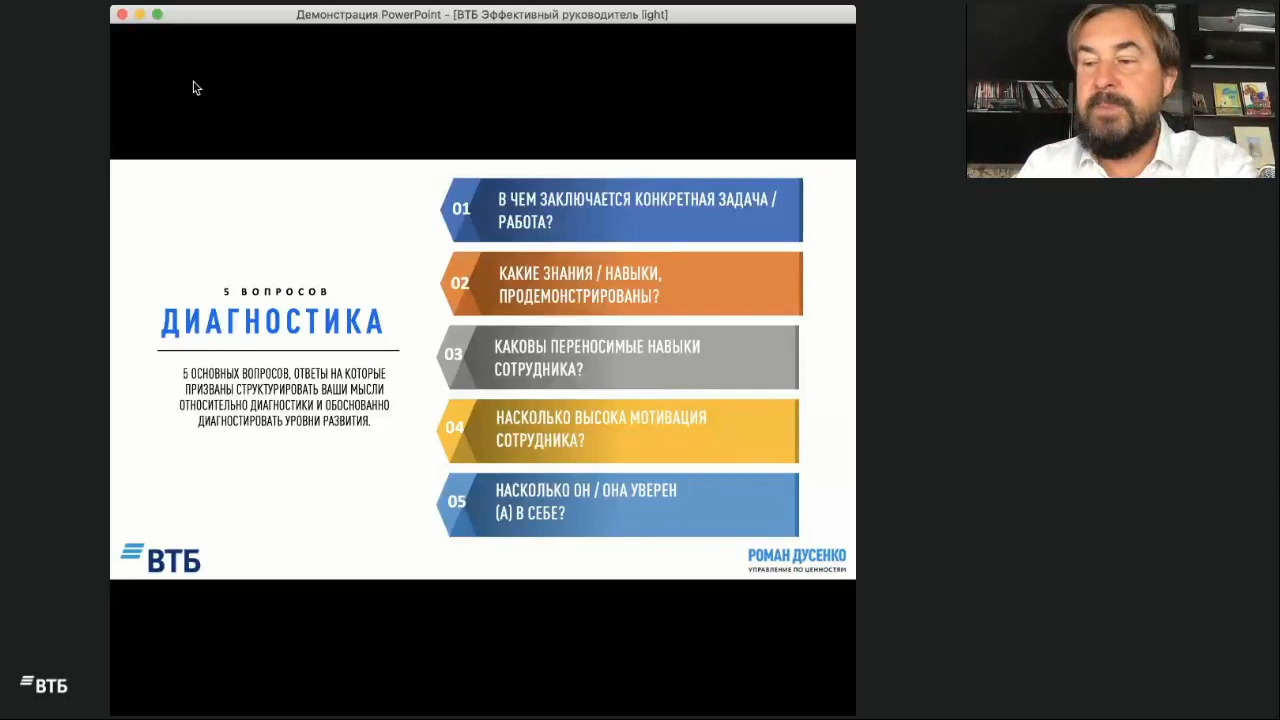 Демонстрация PowerPoint - [ВТБ Эффективный руководитель light]
5 ВОПРОСОВ
ДИАГНОСТИКА
5 ОСНОВНЫХ ВОПРОСОВ, ОТВЕТЫ НА КОТОРЫЕ
ПРИЗВАНЫ СТРУКТУРИРОВАТЬ ВАШИ МЫСЛИ
ОТНОСИТЕЛЬНО ДИАГНОСТИКИ И ОБОСНОВАННО
ДИАГНОСТИРОВАТЬ УРОВНИ РАЗВИТИЯ.
01
В ЧЕМ ЗАКЛЮЧАЕТСЯ КОНКРЕТНАЯ ЗАДАЧА /
РАБОТА?
02
КАКИЕ ЗНАНИЯ / НАВЫКИ,
ПРОДЕМОНСТРИРОВАНЫ?
03
КАКОВЫ ПЕРЕНОСИМЫЕ НАВЫКИ
СОТРУДНИКА?
04
НАСКОЛЬКО ВЫСОКА МОТИВАЦИЯ
СОТРУДНИКА?
05
НАСКОЛЬКО ОН / ОНА УВЕРЕН
(А) В СЕБЕ?
ВТБ
РОМАН ДУСЕНКО
УПРАВЛЕНИЕ ПО ЦЕННОСТЯМ
ВТБ